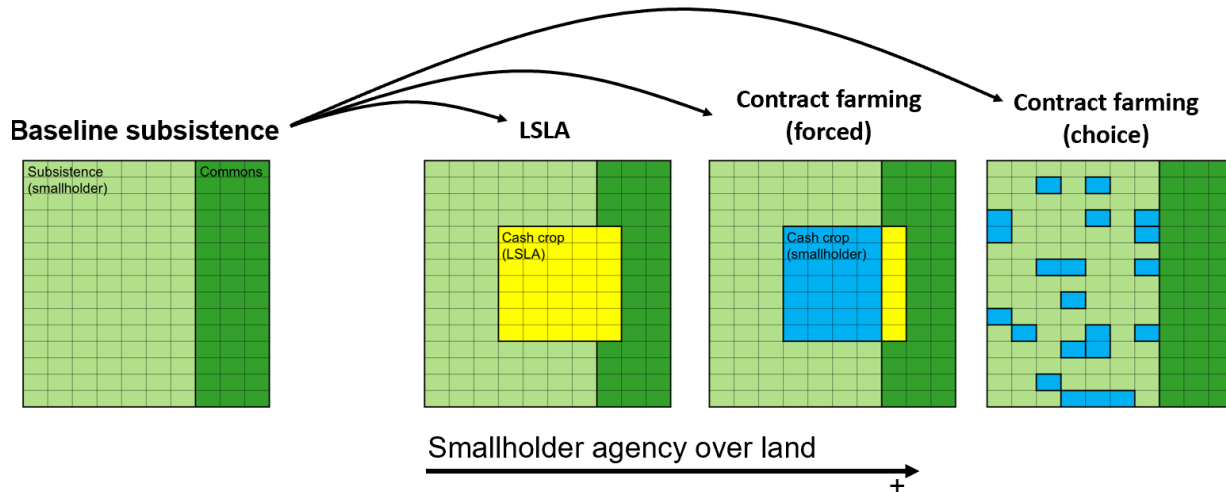 Baseline subsistence
LSLA
Contract farming
(forced)
Contract farming
(choice)
Subsistence
(smallholder)
Commons
Cash crop
(LSLA)
Cash crop
(smallholder)
Smallholder agency over land
+